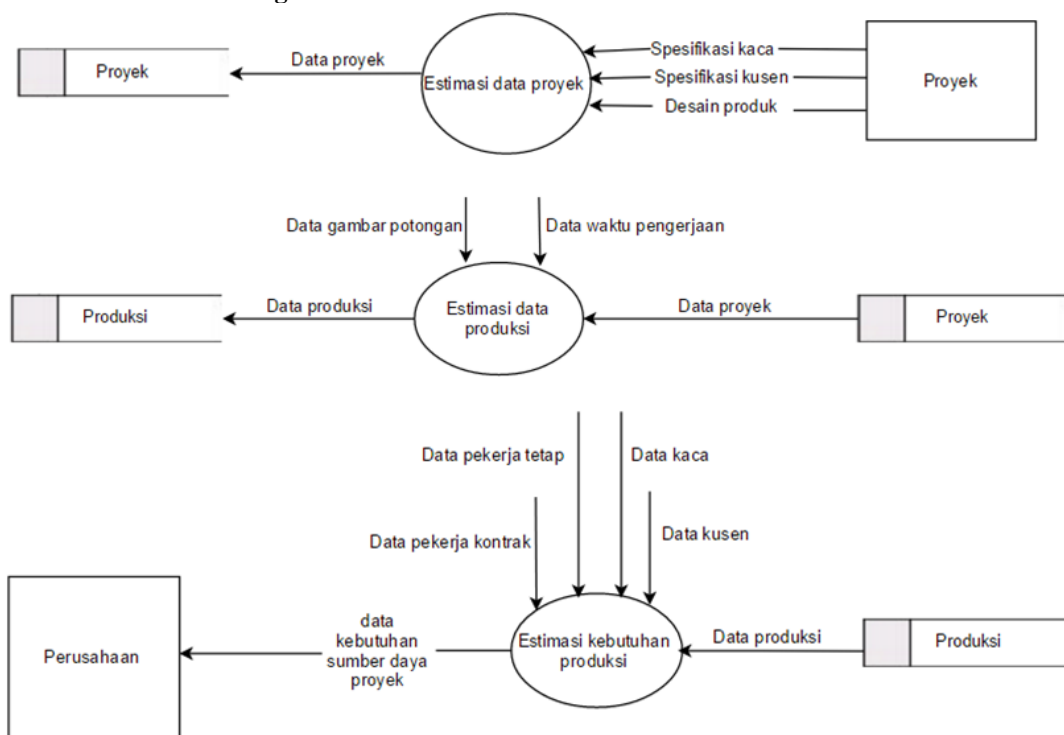 Proyek
Data proyek
Estimasi data proyek
Spesifikasi kaca
Spesifikasi kusen
Desain produk
Proyek
Data gambar potongan
Data waktu pengerjaan
Produksi
Data produksi
Estimasi data
produksi
Data proyek
Proyek
Data pekerja tetap
Data kaca
Data pekerja kontrak
Data kusen
Perusahaan
data
kebutuhan
sumber daya
proyek
Estimasi kebutuhan
produksi
Data produksi
Produksi